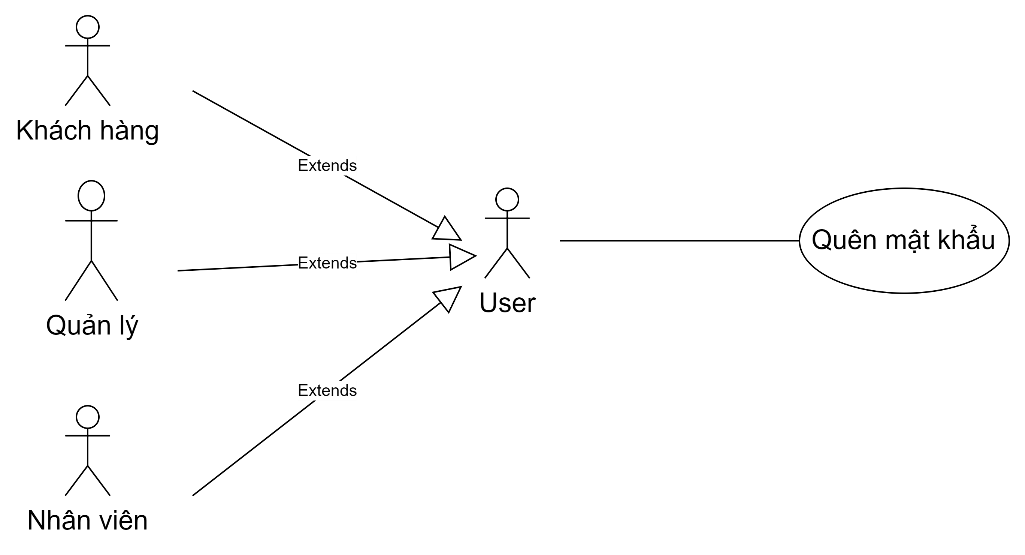 Khách hàng
Extends
Quản lý
Extends
User
Quên mật khẩu
Extends
Nhân viên